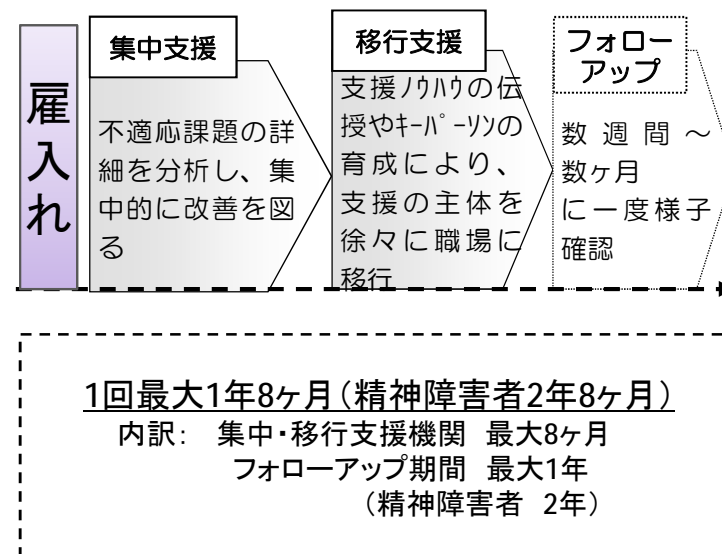 雇入れ
集中支援
不適応課題の詳
細を分析し、集
中的に改善を図
る
移行支援
支援ﾉｳﾊｳの伝
授やｷｰﾊﾟｰｿﾝの
育成により、
支援の主体を
徐々に職場に
移行
フォロー
アップ
数週間～
数ヶ月
に一度様子
確認
1回最大1年8ヶ月（精神障害者2年8ヶ月）
内訳： 集中・移行支援機関 最大8ヶ月
フォローアップ期間 最大1年
（精神障害者 2年）